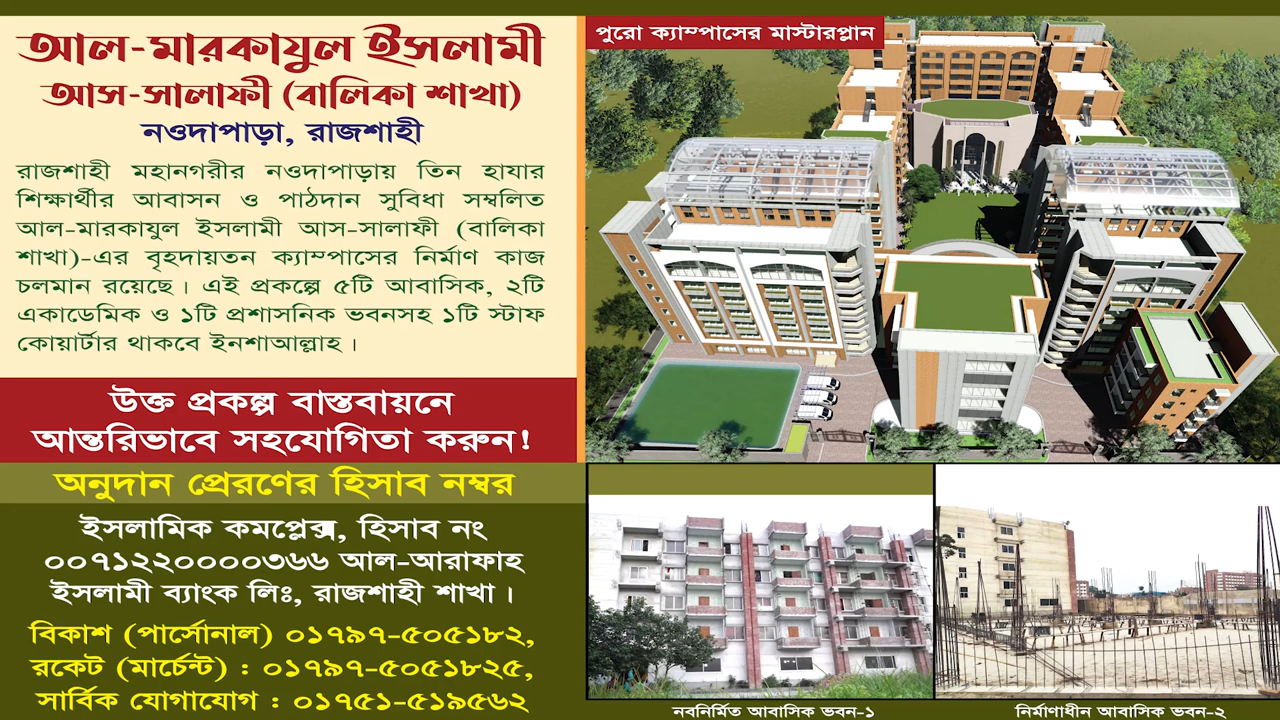 আল-মারকাযুল ইসলামী
আস-সালাফী (বালিকা শাখা)
নওদাপাড়া, রাজশাহী
রাজশাহী মহানগরীর নওদাপাড়ায় তিন হাযার
শিক্ষার্থীর আবাসন ও পাঠদান সুবিধা সম্বলিত
আল-মারকাযুল ইসলামী আস-সালাফী (বালিকা
শাখা)-এর বৃহদায়তন ক্যাম্পাসের নির্মাণ কাজ
চলমান রয়েছে। এই প্রকল্পে ৫টি আবাসিক, ২টি
একাডেমিক ও ১টি প্রশাসনিক ভবনসহ ১টি স্টাফ
কোয়ার্টার থাকবে ইনশাআল্লাহ।
উক্ত প্রকল্প বাস্তবায়নে
আন্তরিভাবে সহযোগিতা করুন!
অনুদান প্রেরণের হিসাব নম্বর
ইসলামিক কমপ্লেক্স, হিসাব নং
০০৭১২২০০০০৩৬৬ আল-আরাফাহ
ইসলামী ব্যাংক লিঃ, রাজশাহী শাখা।
বিকাশ (পার্সোনাল) ০১৭৯৭-৫০৫১৮২,
রকেট (মার্চেন্ট) : ০১৭৯৭-৫০৫১৮২৫,
সার্বিক যোগাযোগ : ০১৭৫১-৫১৯৫৬২
পুরো ক্যাম্পাসের মাস্টারপ্লান
নবনির্মিত আবাসিক ভবন-১
নির্মাণাধীন আবাসিক ভবন-২